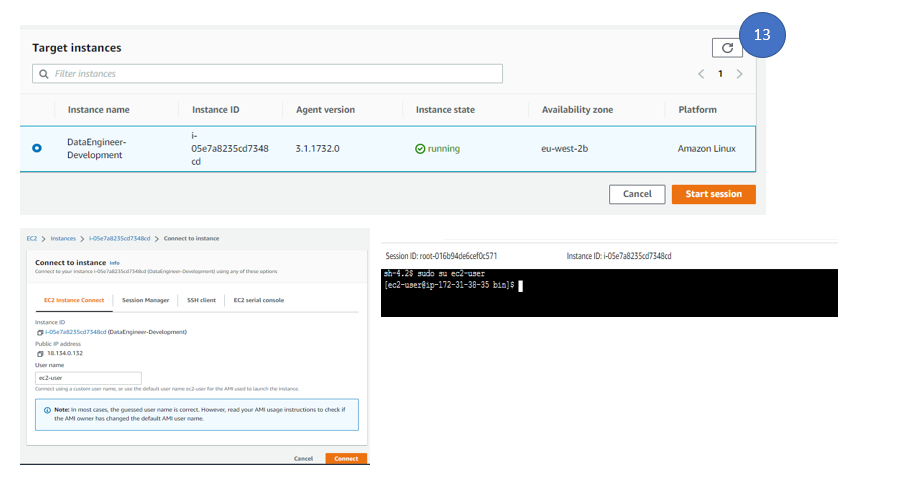 13
Target instances
Filter instances
1
Instance name Instance ID Agent version Instance state Availability zone Platform
DataEngineer-
Development
i-
05e7a8235cd7348
cd
3.1.1732.0
running
eu-west-2b
Amazon Linux
Cancel Start session
EC2 > Instances > i-05e7a8235cd7348cd > Connect to instance
Connect to instance Info
Connect to your instance i-05e7a8235cd7348cd (DataEngineer-Development) using any of these options
EC2 Instance Connect Session Manager SSH client EC2 serial console
Instance ID
i-05e7a8235cd7348cd (DataEngineer-Development)
Public IP address
18.134.0.132
User name
ec2-user
Connect using a custom user name, or use the default user name ec2-user for the AMI used to launch the instance.
Note: In most cases, the guessed user name is correct. However, read your AMI usage instructions to check if
the AMI owner has changed the default AMI user name.
Cancel Connect
Session ID: root-016b94de6cef0c571 Instance ID: i-05e7a8235cd7348cd
sh-4.2$ sudo su ec2-user
[ec2-user@ip-172-31-38-35 bin]$